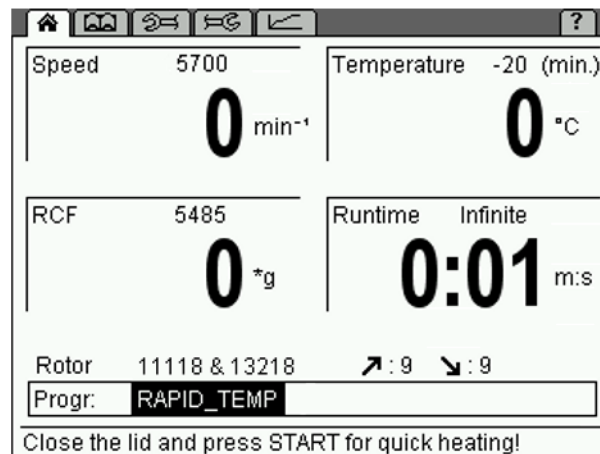 ?
Speed 5700
0 min⁻¹
Temperature -20 (min.)
0 °C
RCF 5485
0 *g
Runtime Infinite
0:01 m:s
Rotor 11118 & 13218 ↗: 9 ↘: 9
Progr: RAPID_TEMP
Close the lid and press START for quick heating!